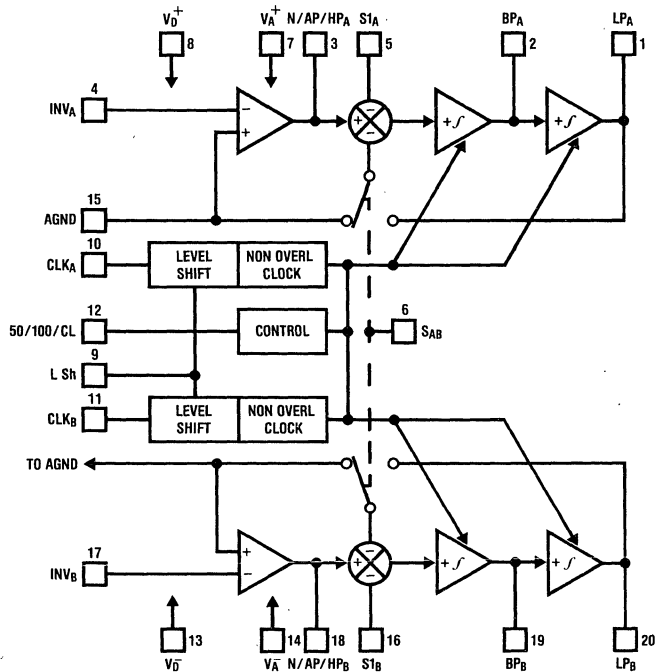 V_D^+ V_A^+ N/AP/HP_A S1_A BP_A LP_A
8 7 3 5 2 1
4
INV_A
− +
+ − −
+∫ +∫
15
AGND
10
CLK_A LEVEL SHIFT NON OVERL CLOCK
12 6
50/100/CL CONTROL S_AB
9
L Sh
11
CLK_B LEVEL SHIFT NON OVERL CLOCK
TO AGND
17
INV_B
+ −
+ − −
+∫ +∫
13 14 18 16 19 20
V_D^− V_A^− N/AP/HP_B S1_B BP_B LP_B